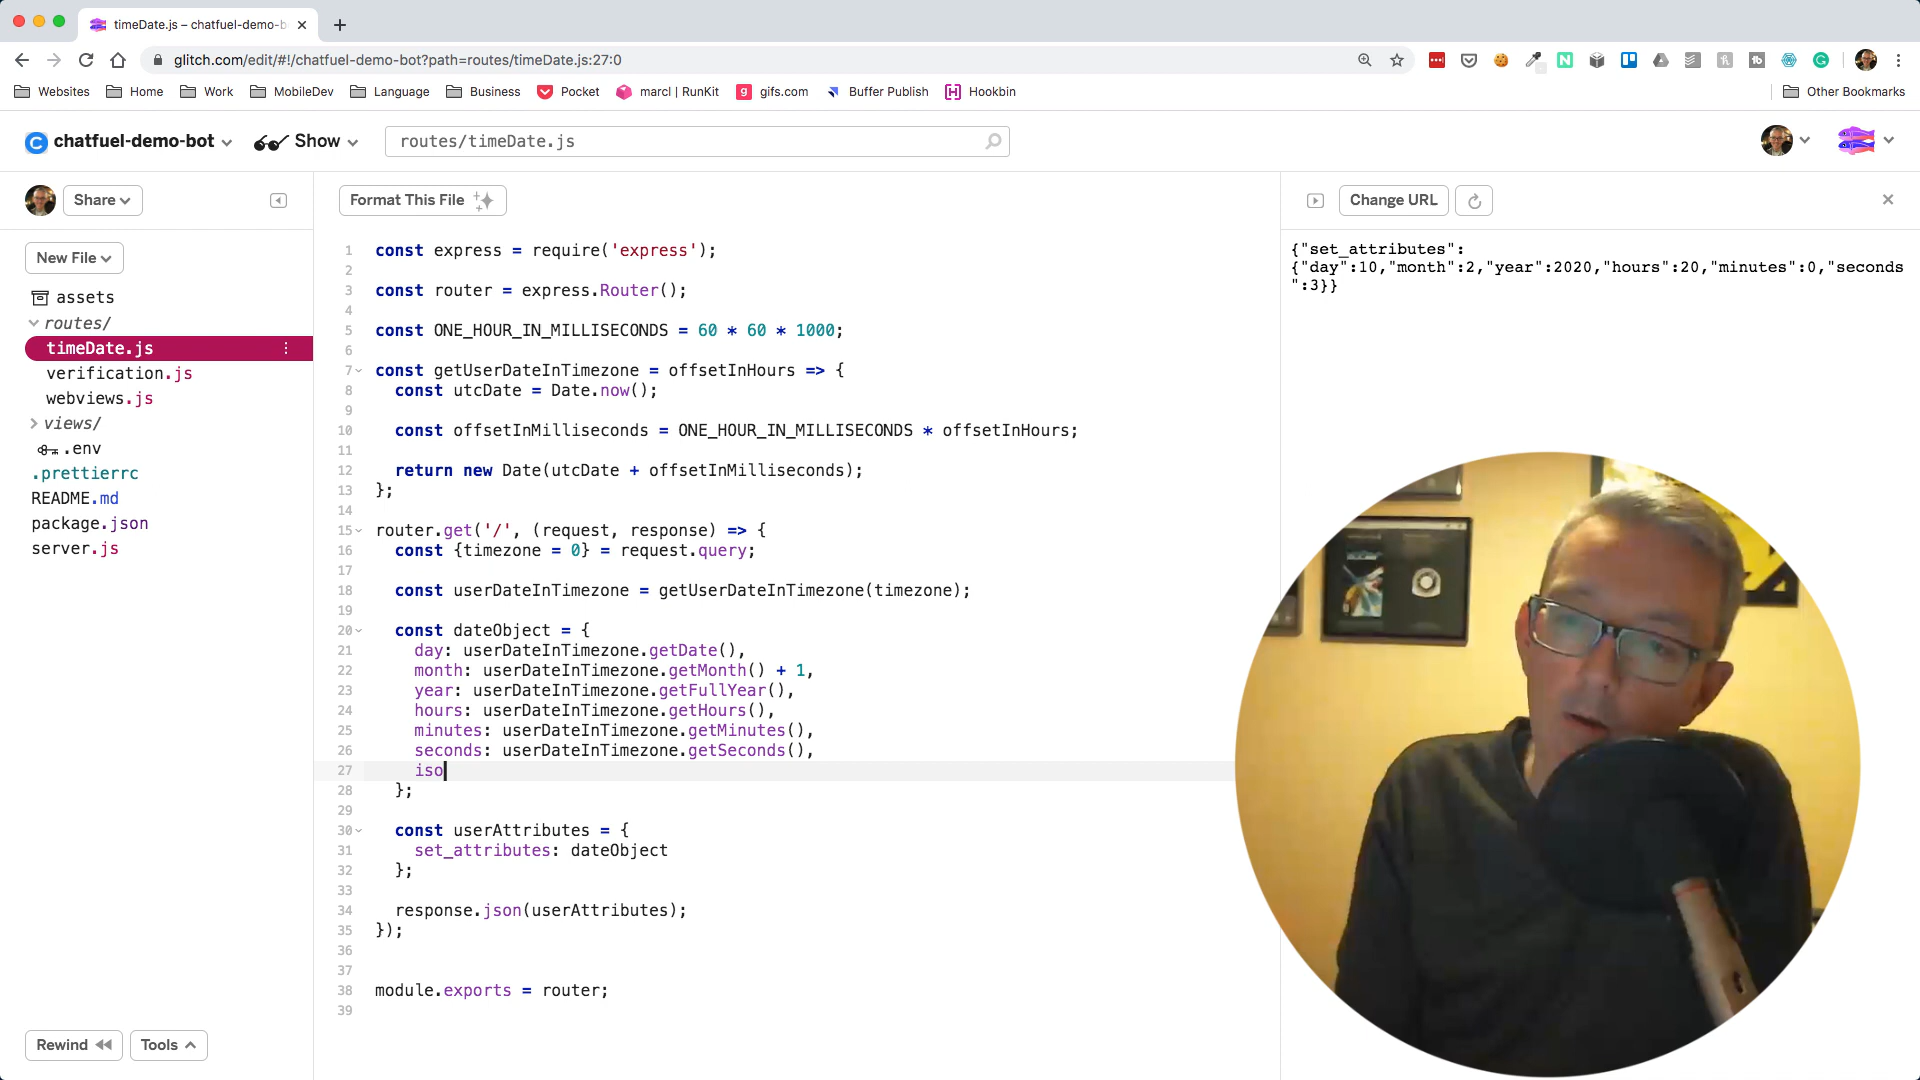 timeDate.js – chatfuel-demo-b
glitch.com/edit/#!/chatfuel-demo-bot?path=routes/timeDate.js:27:0
Websites Home Work MobileDev Language Business Pocket marcl | RunKit gifs.com Buffer Publish Hookbin Other Bookmarks
chatfuel-demo-bot Show routes/timeDate.js
Share Format This File Change URL
New File
assets
routes/
timeDate.js
verification.js
webviews.js
views/
.env
.prettierrc
README.md
package.json
server.js
Rewind Tools
1 const express = require('express');
2
3 const router = express.Router();
4
5 const ONE_HOUR_IN_MILLISECONDS = 60 * 60 * 1000;
6
7 const getUserDateInTimezone = offsetInHours => {
8 const utcDate = Date.now();
9
10 const offsetInMilliseconds = ONE_HOUR_IN_MILLISECONDS * offsetInHours;
11
12 return new Date(utcDate + offsetInMilliseconds);
13 };
14
15 router.get('/', (request, response) => {
16 const {timezone = 0} = request.query;
17
18 const userDateInTimezone = getUserDateInTimezone(timezone);
19
20 const dateObject = {
21 day: userDateInTimezone.getDate(),
22 month: userDateInTimezone.getMonth() + 1,
23 year: userDateInTimezone.getFullYear(),
24 hours: userDateInTimezone.getHours(),
25 minutes: userDateInTimezone.getMinutes(),
26 seconds: userDateInTimezone.getSeconds(),
27 iso
28 };
29
30 const userAttributes = {
31 set_attributes: dateObject
32 };
33
34 response.json(userAttributes);
35 });
36
37
38 module.exports = router;
39
{"set_attributes":
{"day":10,"month":2,"year":2020,"hours":20,"minutes":0,"seconds
":3}}